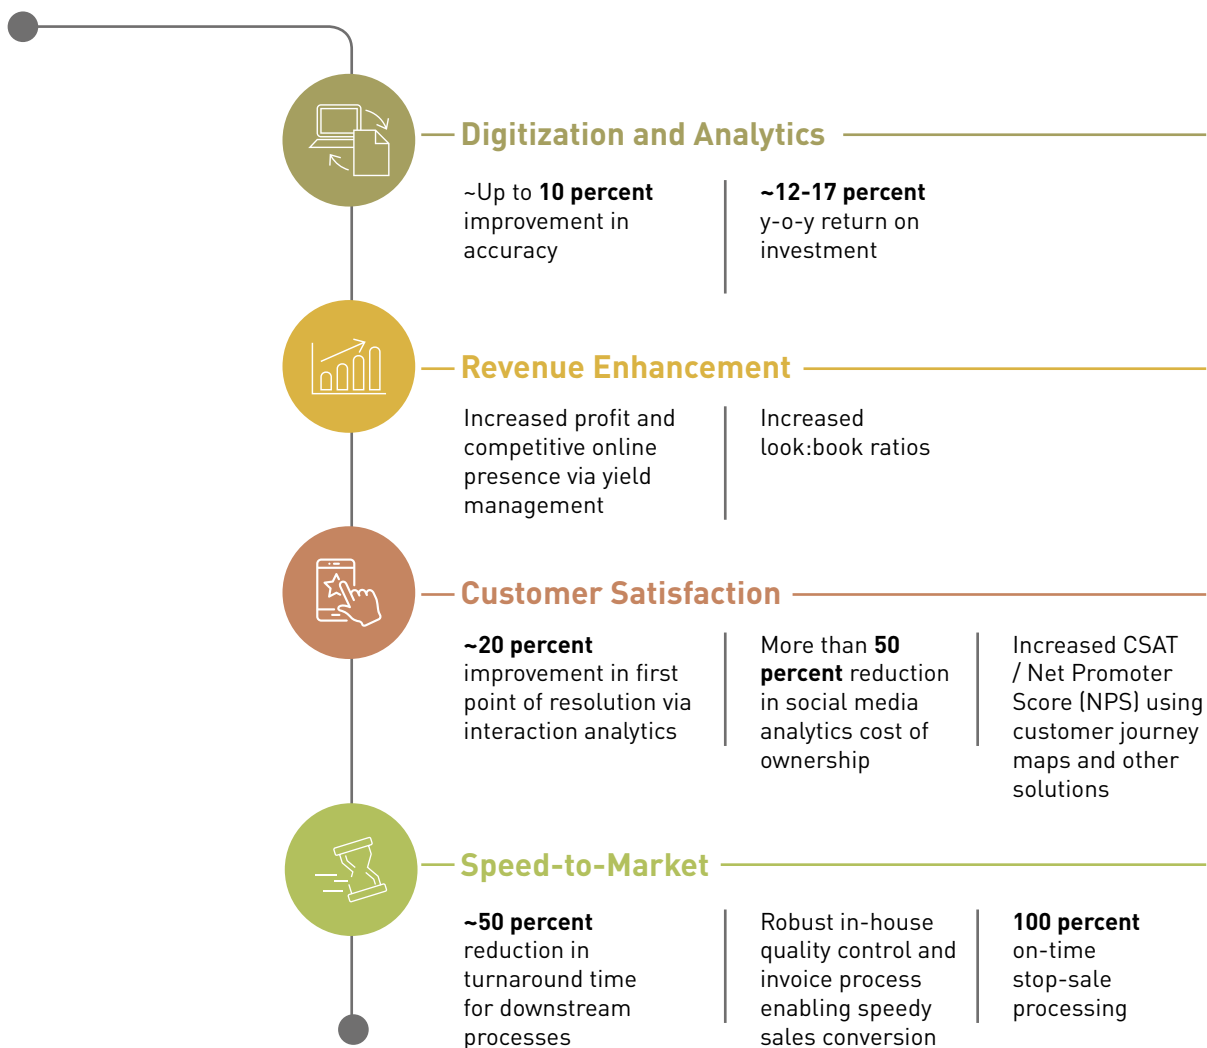 Digitization and Analytics
~Up to 10 percent
improvement in
accuracy
~12-17 percent
y-o-y return on
investment
Revenue Enhancement
Increased profit and
competitive online
presence via yield
management
Increased
look:book ratios
Customer Satisfaction
~20 percent
improvement in first
point of resolution via
interaction analytics
More than 50
percent reduction
in social media
analytics cost of
ownership
Increased CSAT
/ Net Promoter
Score (NPS) using
customer journey
maps and other
solutions
Speed-to-Market
~50 percent
reduction in
turnaround time
for downstream
processes
Robust in-house
quality control and
invoice process
enabling speedy
sales conversion
100 percent
on-time
stop-sale
processing